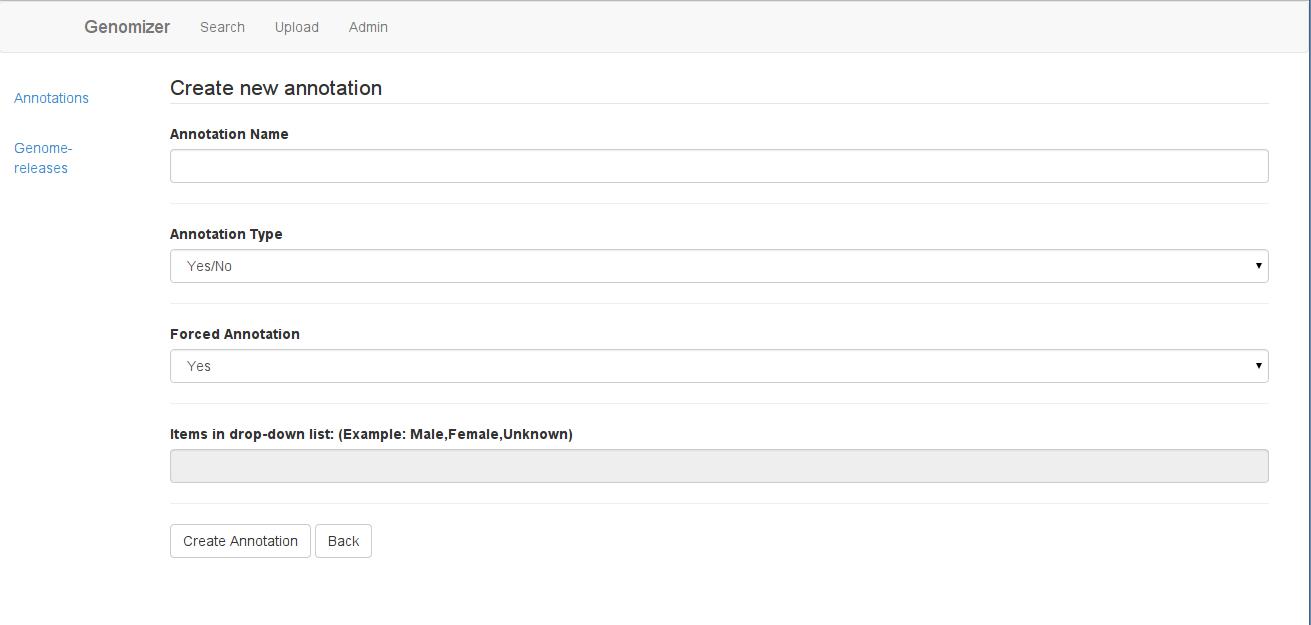 Genomizer Search Upload Admin
Annotations
Genome-
releases
Create new annotation
Annotation Name
Annotation Type
Yes/No
Forced Annotation
Yes
Items in drop-down list: (Example: Male,Female,Unknown)
Create Annotation Back